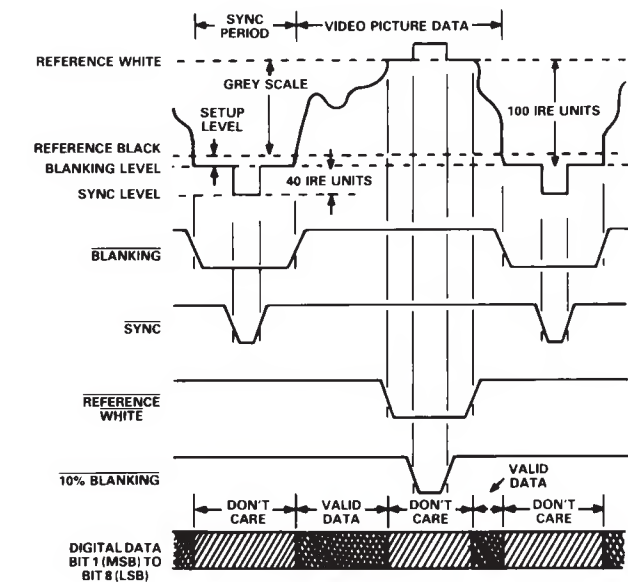 SYNC
PERIOD
VIDEO PICTURE DATA
REFERENCE WHITE
GREY SCALE
SETUP
LEVEL
100 IRE UNITS
REFERENCE BLACK
BLANKING LEVEL
40 IRE UNITS
SYNC LEVEL
BLANKING
SYNC
REFERENCE
WHITE
10% BLANKING
VALID
DATA
DON'T
CARE
VALID
DATA
DON'T
CARE
DON'T
CARE
DIGITAL DATA
BIT 1 (MSB) TO
BIT 8 (LSB)